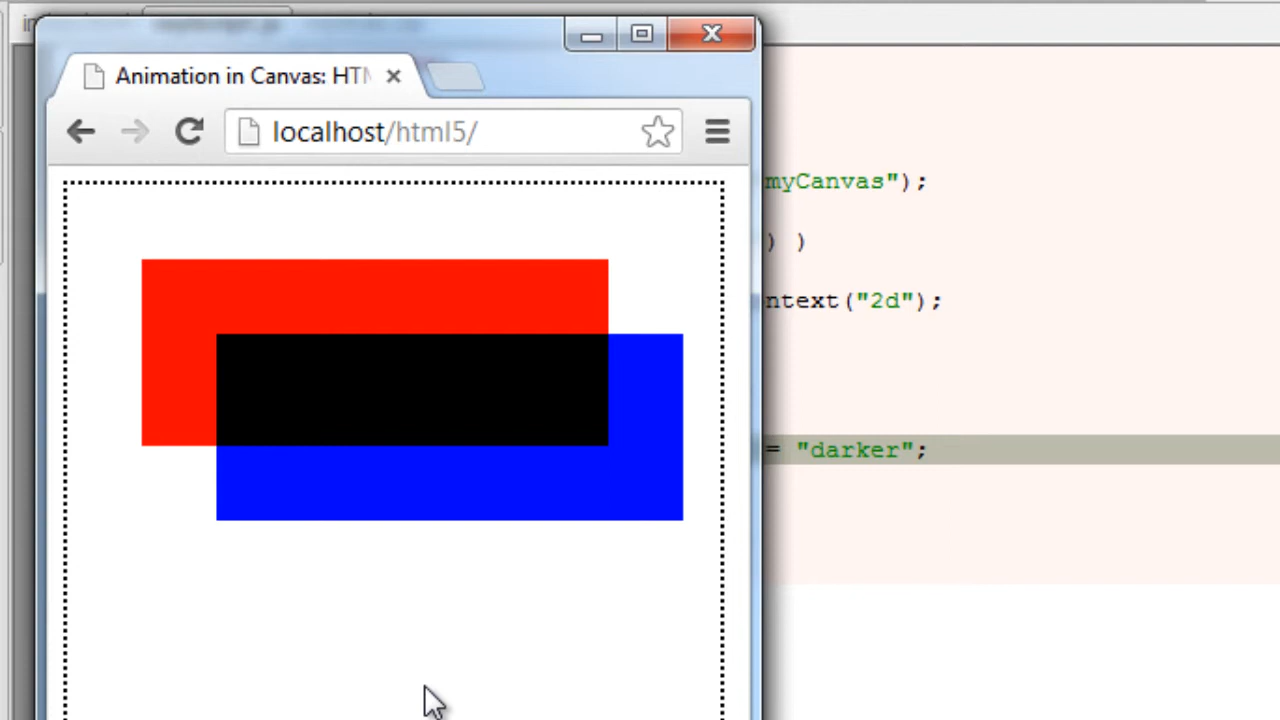 Animation in Canvas: HTM
localhost/html5/
myCanvas");
) )
ntext("2d");
= "darker";